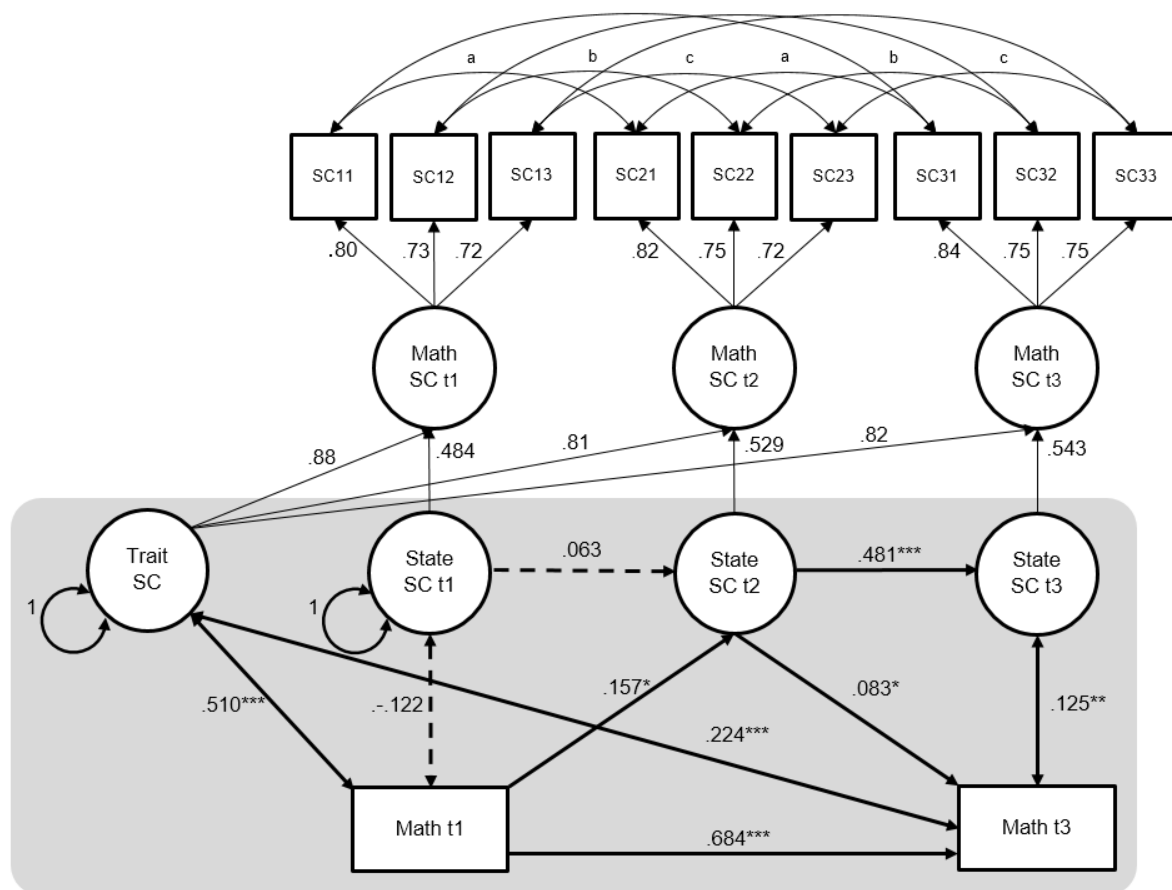 a b c a b c
SC11 SC12 SC13 SC21 SC22 SC23 SC31 SC32 SC33
.80 .73 .72 .82 .75 .72 .84 .75 .75
Math Math Math
SC t1 SC t2 SC t3
.88 .484 .81 .529 .82 .543
Trait State State State
SC SC t1 SC t2 SC t3
.063 .481***
1 1
.510*** .-.122 .157* .083* .125**
.224***
Math t1 Math t3
.684***